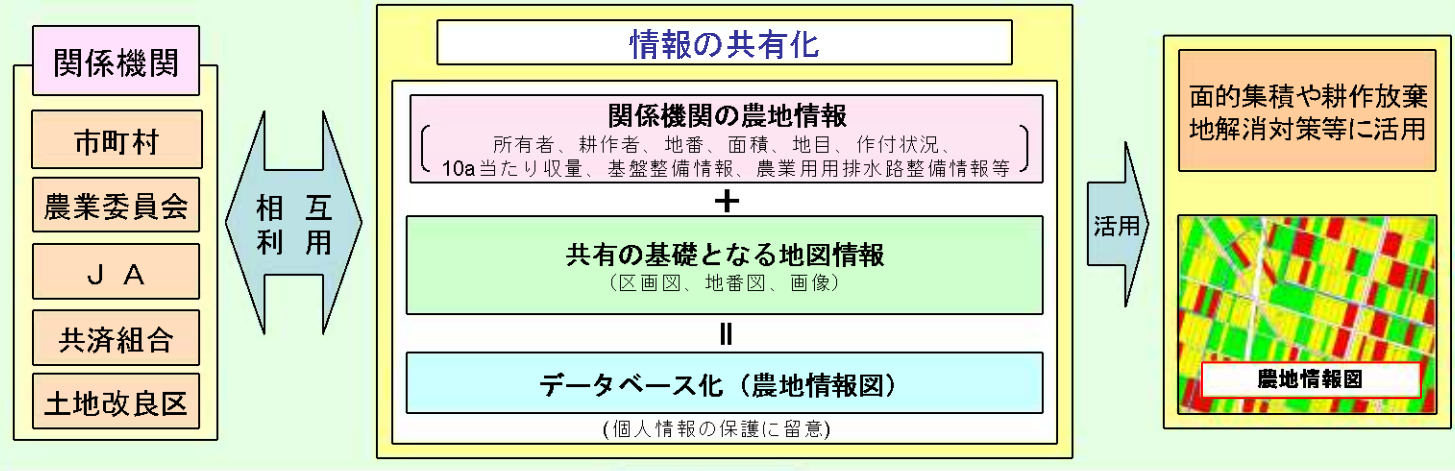 関係機関
市町村
農業委員会
ＪＡ
共済組合
土地改良区
相互
利用
情報の共有化
関係機関の農地情報
所有者、耕作者、地番、面積、地目、作付状況、
10a当たり収量、基盤整備情報、農業用用排水路整備情報等
＋
共有の基礎となる地図情報
（区画図、地番図、画像）
＝
データベース化（農地情報図）
(個人情報の保護に留意)
活用
面的集積や耕作放棄
地解消対策等に活用
農地情報図